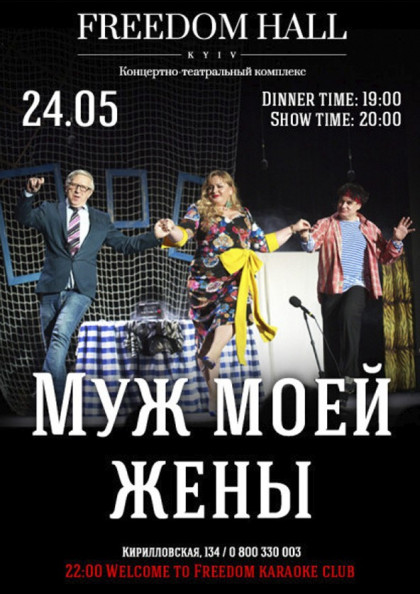 FREEDOM HALL
KYIV
Концертно-театральный комплекс
24.05
DINNER TIME: 19:00
SHOW TIME: 20:00
МУЖ МОЕЙ
ЖЕНЫ
КИРИЛЛОВСКАЯ, 134 / 0 800 330 003
22:00 WELCOME TO FREEDOM KARAOKE CLUB